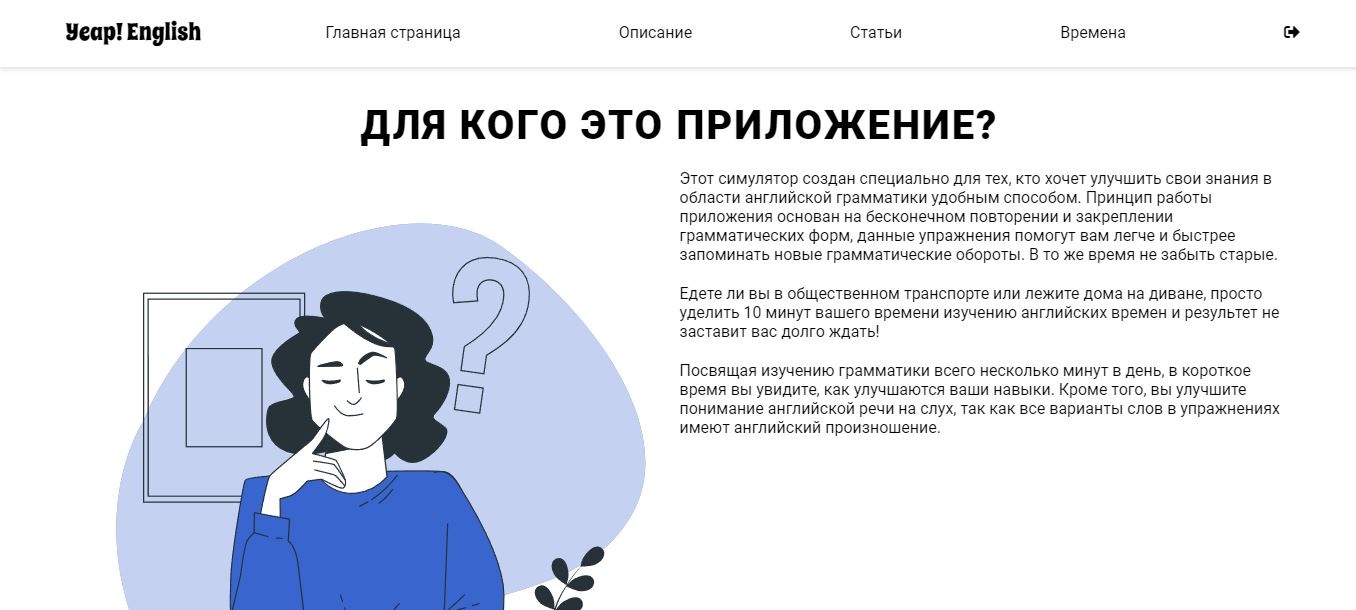 Yeap! English
Главная страница
Описание
Статьи
Времена
ДЛЯ КОГО ЭТО ПРИЛОЖЕНИЕ?
Этот симулятор создан специально для тех, кто хочет улучшить свои знания в
области английской грамматики удобным способом. Принцип работы
приложения основан на бесконечном повторении и закреплении
грамматических форм, данные упражнения помогут вам легче и быстрее
запоминать новые грамматические обороты. В то же время не забыть старые.
Едете ли вы в общественном транспорте или лежите дома на диване, просто
уделить 10 минут вашего времени изучению английских времен и результет не
заставит вас долго ждать!
Посвящая изучению грамматики всего несколько минут в день, в короткое
время вы увидите, как улучшаются ваши навыки. Кроме того, вы улучшите
понимание английской речи на слух, так как все варианты слов в упражнениях
имеют английский произношение.
?